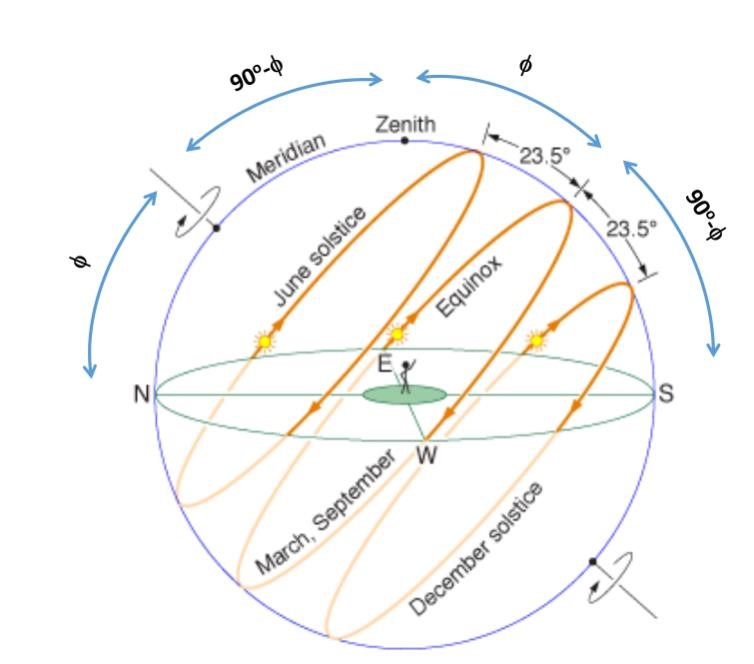 90°-ϕ
ϕ
Zenith
Meridian
23.5°
ϕ
June solstice
Equinox
23.5°
90°-ϕ
E
N
S
W
March, September
December solstice